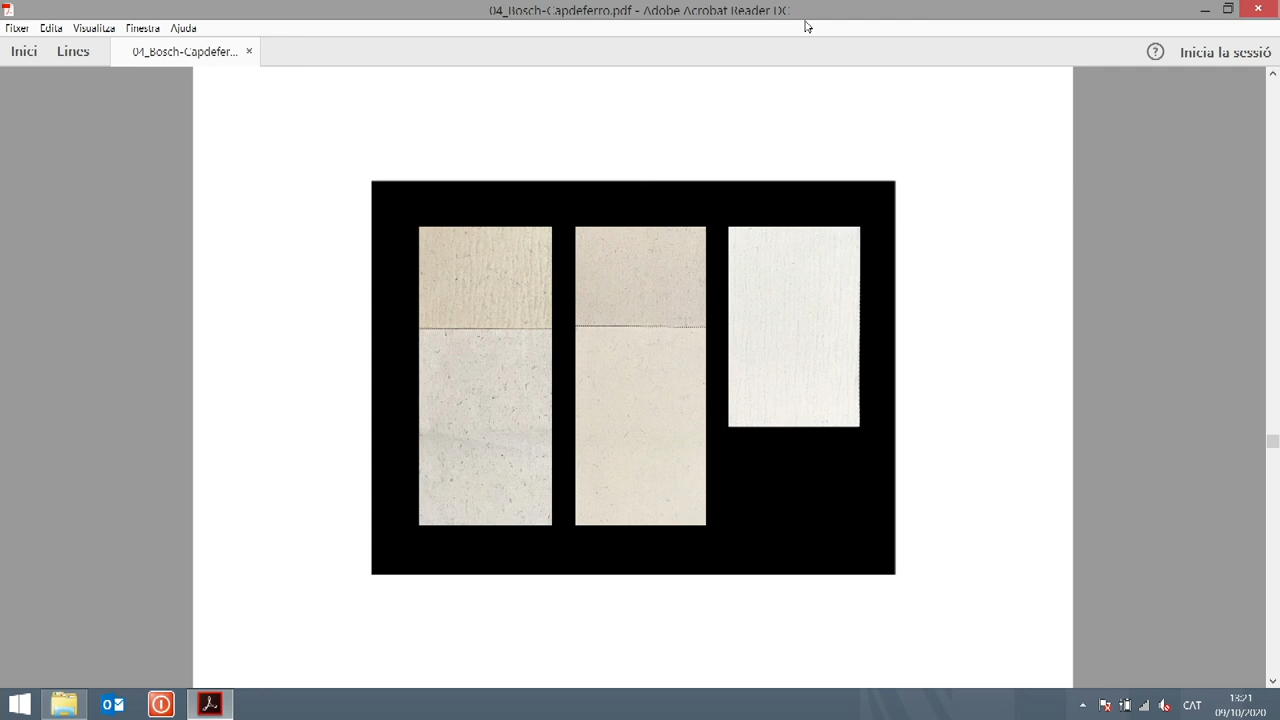 04_Bosch-Capdeferro.pdf - Adobe Acrobat Reader DC
Fitxer Edita Visualitza Finestra Ajuda
Inici Lines 04_Bosch-Capdefer... × ? Inicia la sessió
CAT 13:21
09/10/2020